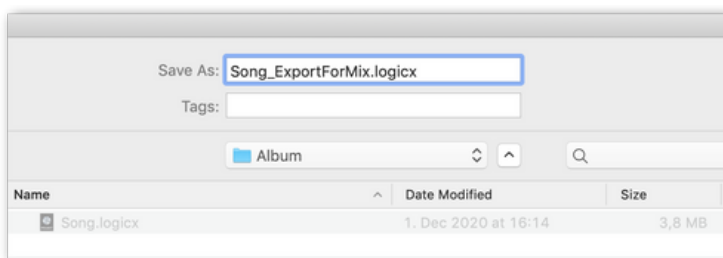 Save As: Song_ExportForMix.logicx
Tags:
Album
Name Date Modified Size
Song.logicx 1. Dec 2020 at 16:14 3,8 MB